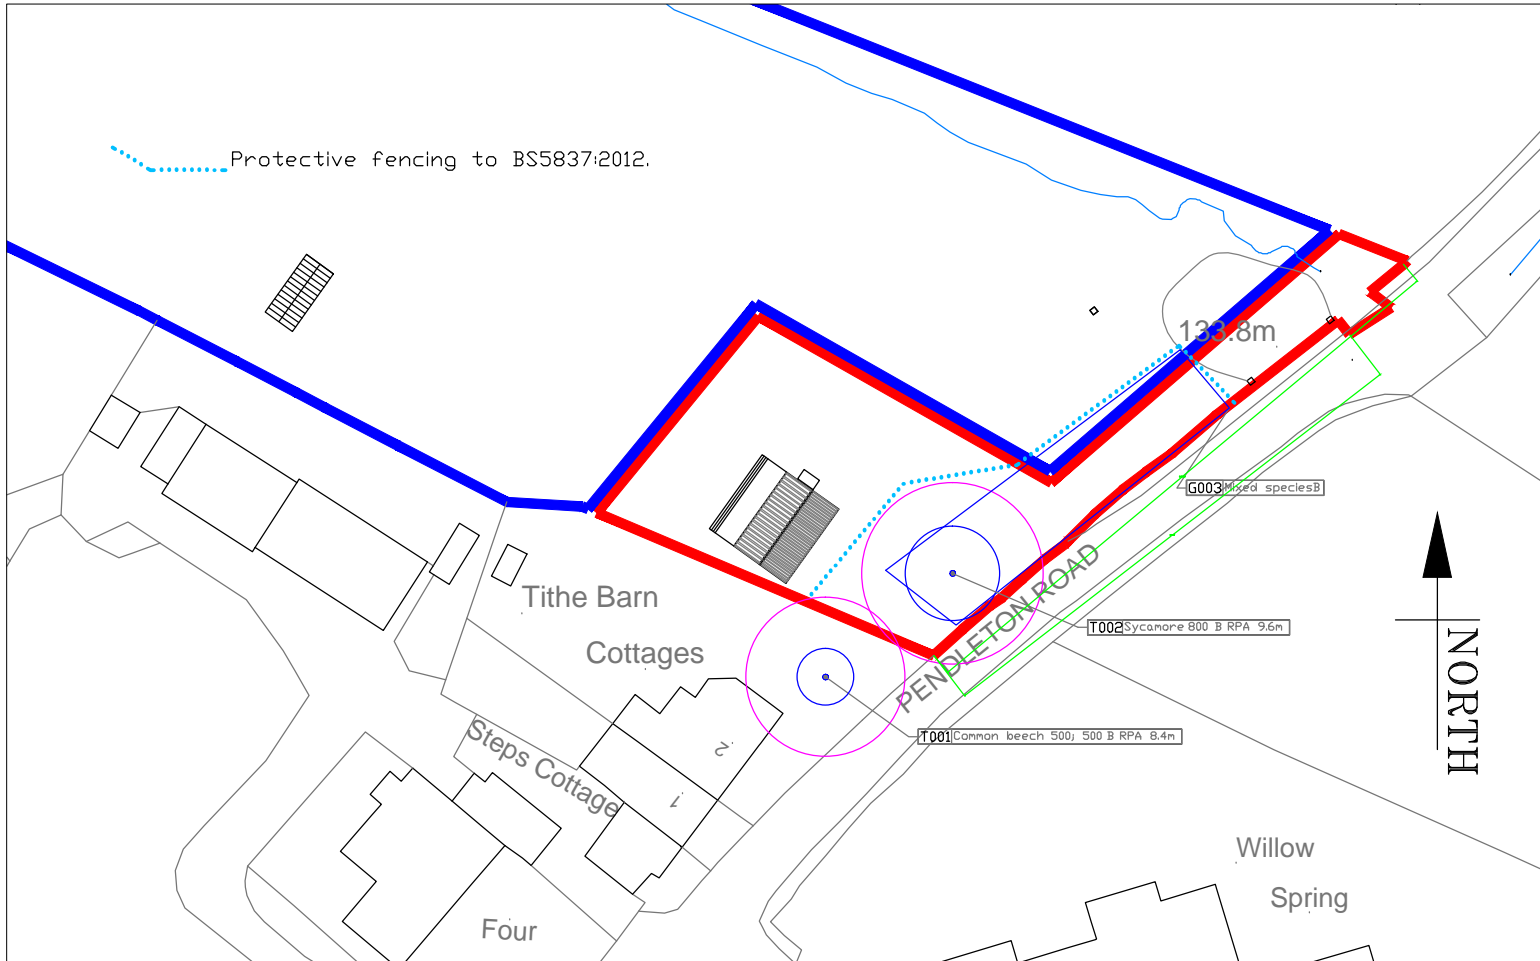 Protective fencing to BS5837:2012.
133.8m
G003 Mixed speciesB
Tithe Barn
Cottages
PENDLETON ROAD
T002 Sycamore 800 B RPA 9.6m
T001 Common beech 500; 500 B RPA 8.4m
NORTH
Steps Cottage
2
1
Four
Willow
Spring